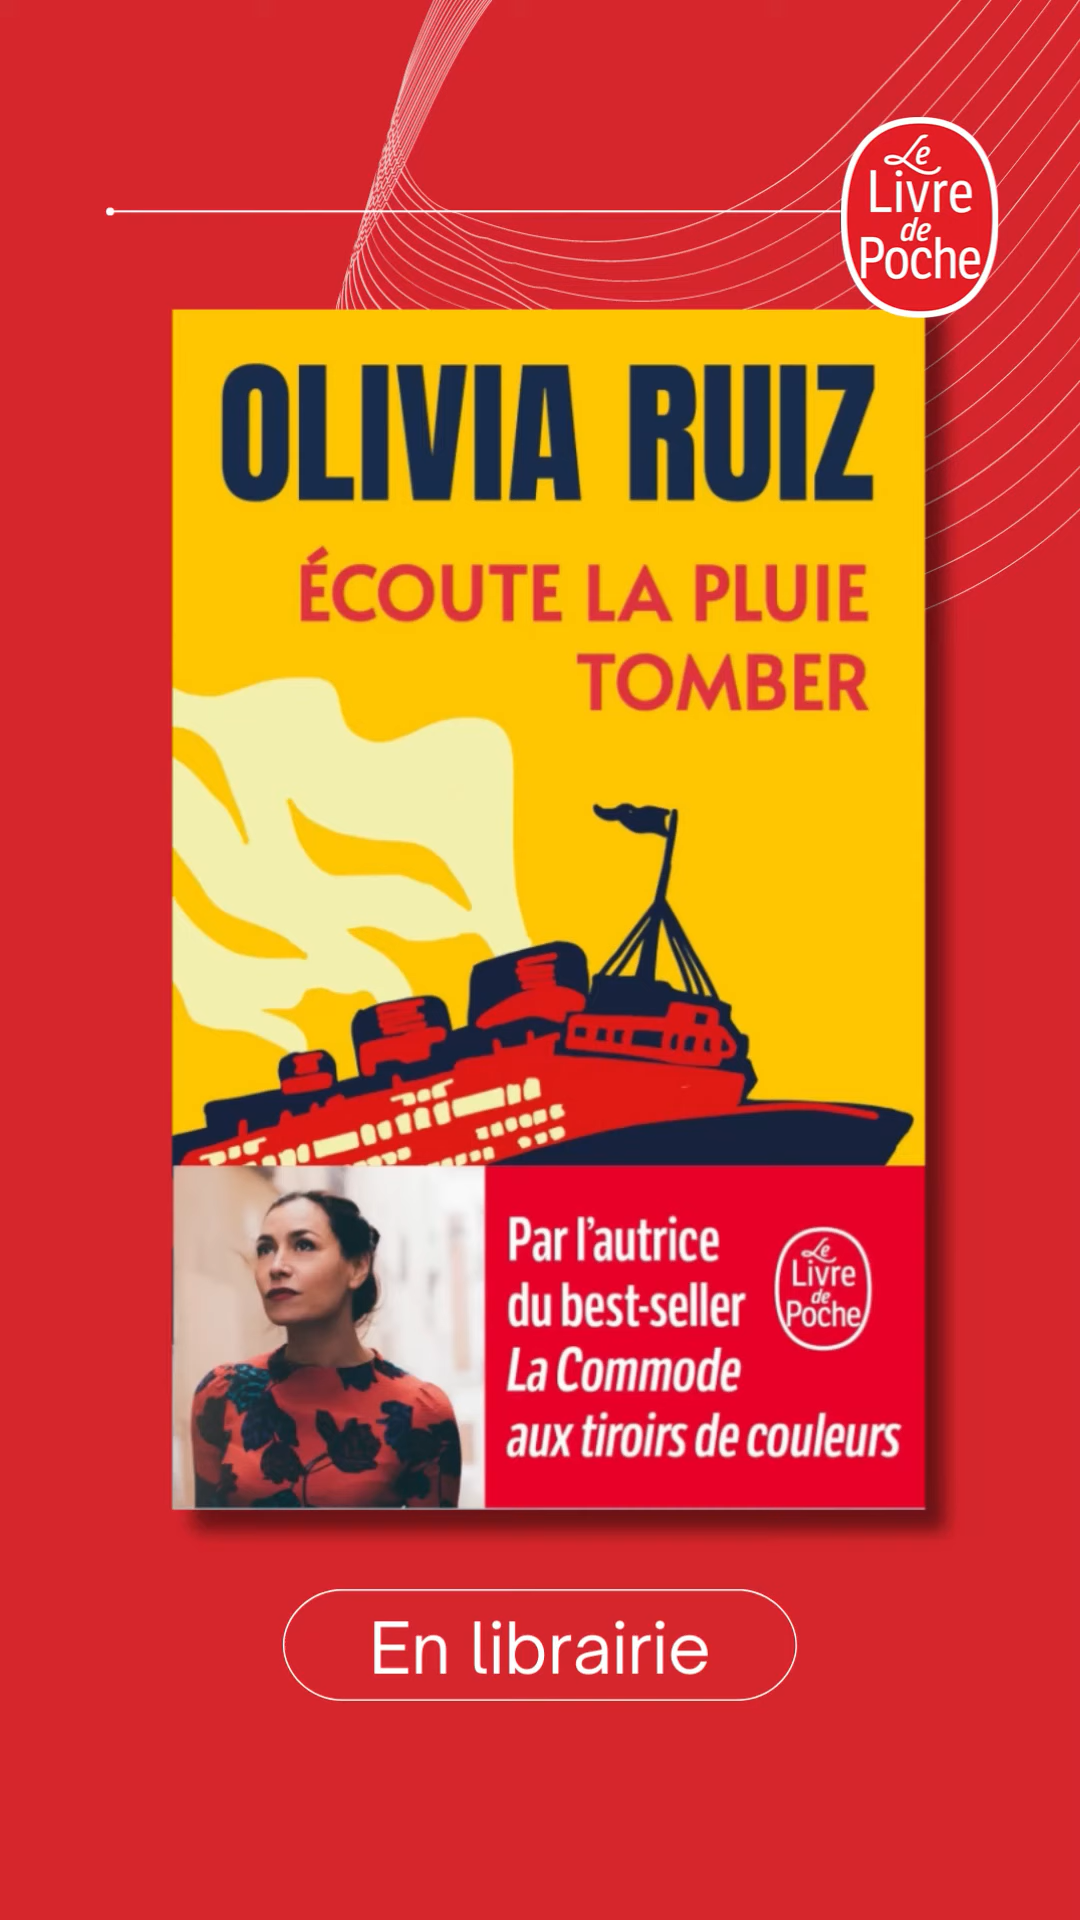 Le
Livre
de
Poche
OLIVIA RUIZ
ÉCOUTE LA PLUIE
TOMBER
Par l'autrice
du best-seller
La Commode
aux tiroirs de couleurs
Le
Livre
de
Poche
En librairie